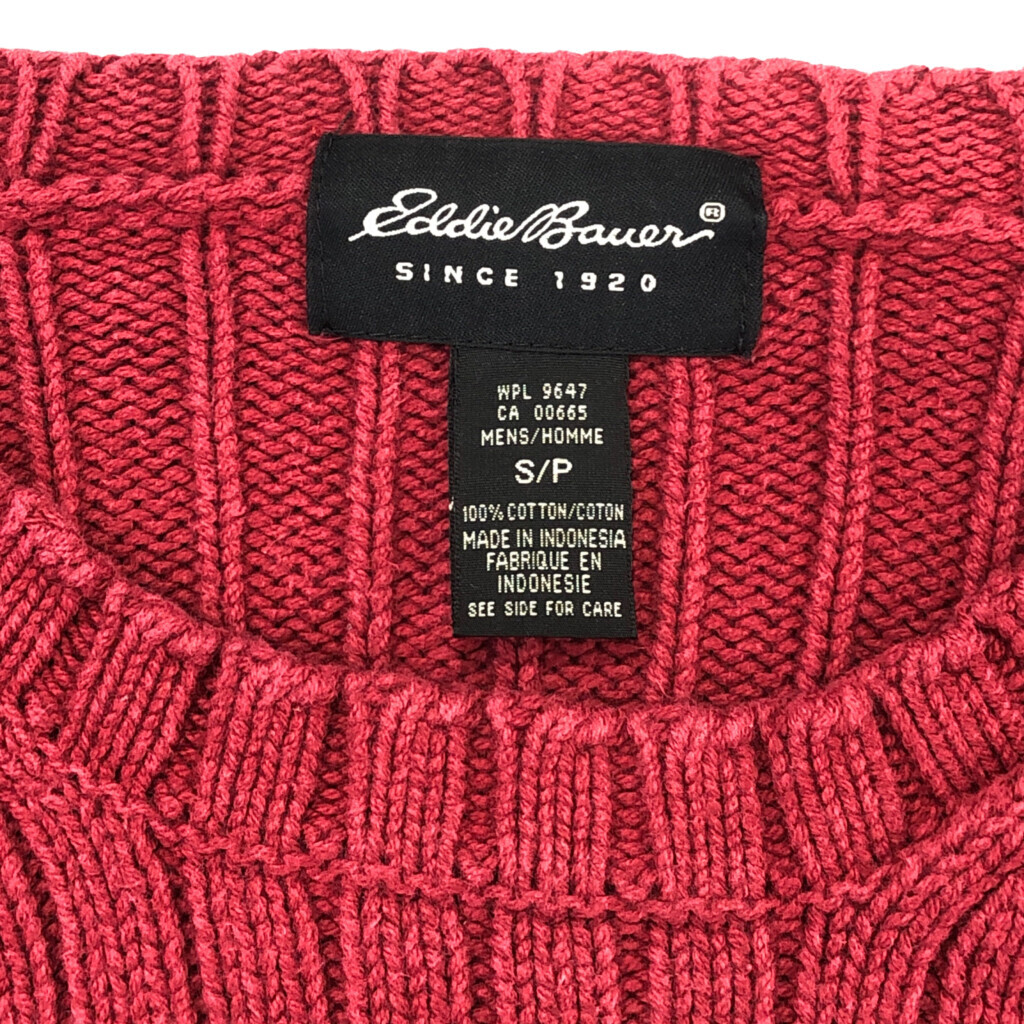 Eddie Bauer®
SINCE 1920
WPL 9647
CA 00665
MENS/HOMME
S/P
100% COTTON/COTON
MADE IN INDONESIA
FABRIQUE EN
INDONESIE
SEE SIDE FOR CARE